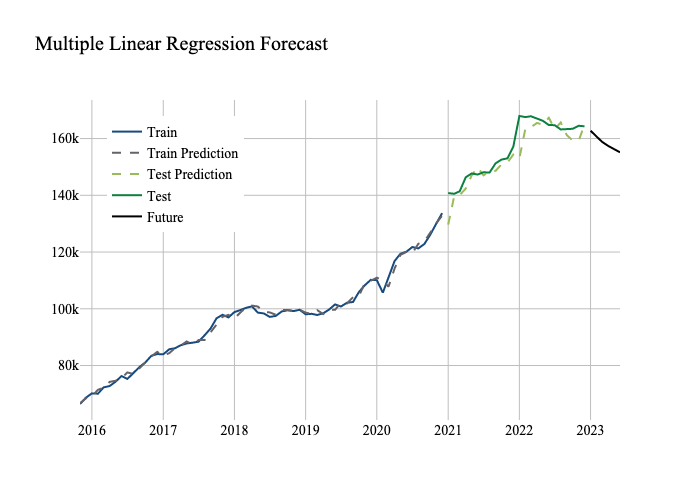 Multiple Linear Regression Forecast
160k
140k
120k
100k
80k
Train
Train Prediction
Test Prediction
Test
Future
2016 2017 2018 2019 2020 2021 2022 2023